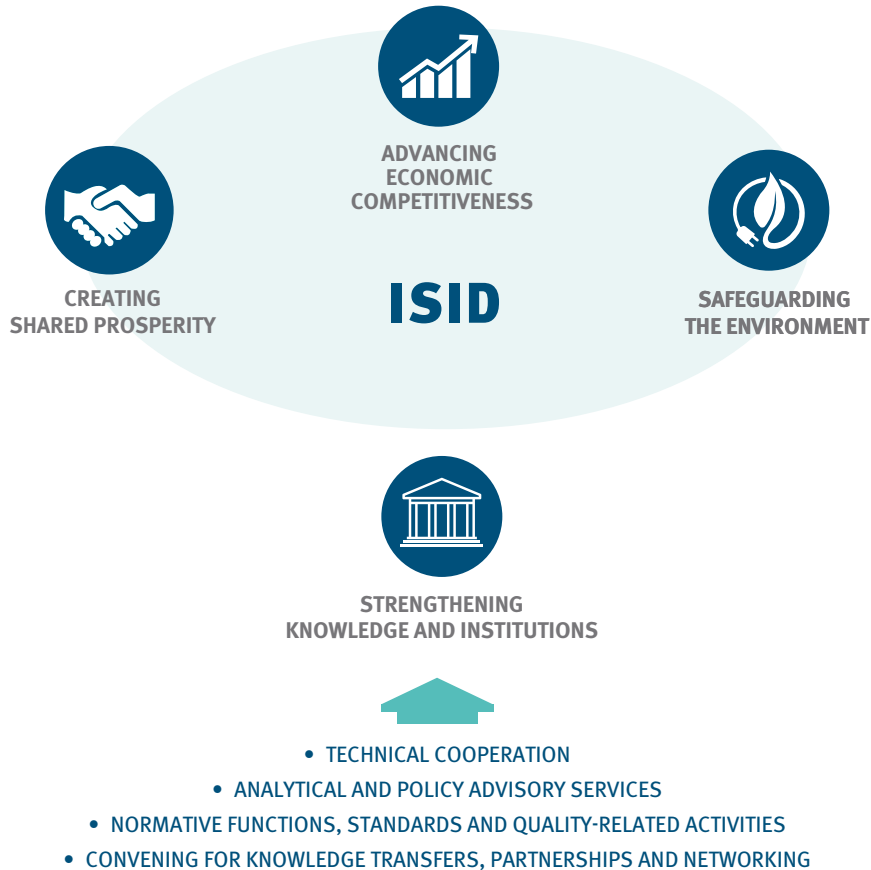 ADVANCING
ECONOMIC
COMPETITIVENESS
CREATING
SHARED PROSPERITY
ISID
SAFEGUARDING
THE ENVIRONMENT
STRENGTHENING
KNOWLEDGE AND INSTITUTIONS
• TECHNICAL COOPERATION
• ANALYTICAL AND POLICY ADVISORY SERVICES
• NORMATIVE FUNCTIONS, STANDARDS AND QUALITY-RELATED ACTIVITIES
• CONVENING FOR KNOWLEDGE TRANSFERS, PARTNERSHIPS AND NETWORKING